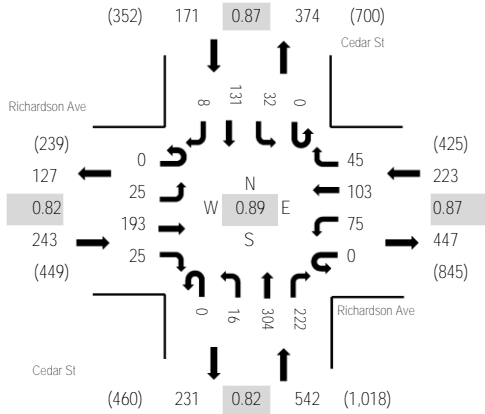 (352) 171 0.87 374 (700)
Cedar St
Richardson Ave
8 131 32 0
(239) (425)
0 45
127 223
25 N 103
0.82 W 0.89 E 0.87
193 S 75
243 447
25 0
(449) (845)
0 16 304 222
Richardson Ave
Cedar St
(460) 231 0.82 542 (1,018)